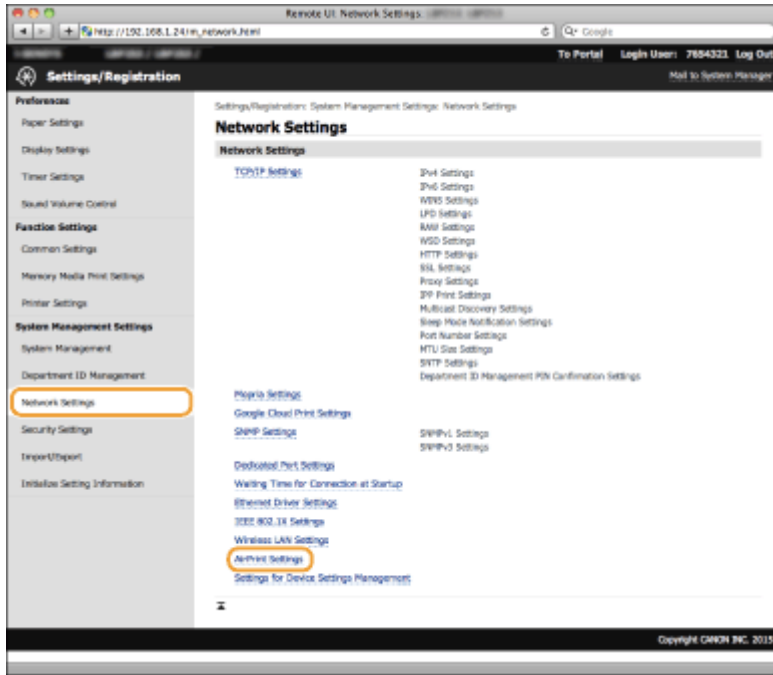 Remote UI: Network Settings:
http://192.168.1.24/m_network.html
Google
To Portal Login User: 7654321 Log Out
Settings/Registration
Mail to System Manager
Preferences
Paper Settings
Display Settings
Timer Settings
Sound Volume Control
Function Settings
Common Settings
Memory Media Print Settings
Printer Settings
System Management Settings
System Management
Department ID Management
Network Settings
Security Settings
Import/Export
Initialize Setting Information
Settings/Registration: System Management Settings: Network Settings
Network Settings
Network Settings
TCP/IP Settings
IPv4 Settings
IPv6 Settings
WINS Settings
LPD Settings
RAW Settings
WSD Settings
HTTP Settings
SSL Settings
Proxy Settings
IPP Print Settings
Multicast Discovery Settings
Sleep Mode Notification Settings
Port Number Settings
MTU Size Settings
SNTP Settings
Department ID Management PIN Confirmation Settings
Mopria Settings
Google Cloud Print Settings
SNMP Settings
SNMPv1 Settings
SNMPv3 Settings
Dedicated Port Settings
Waiting Time for Connection at Startup
Ethernet Driver Settings
IEEE 802.1X Settings
Wireless LAN Settings
AirPrint Settings
Settings for Device Settings Management
Copyright CANON INC. 2015